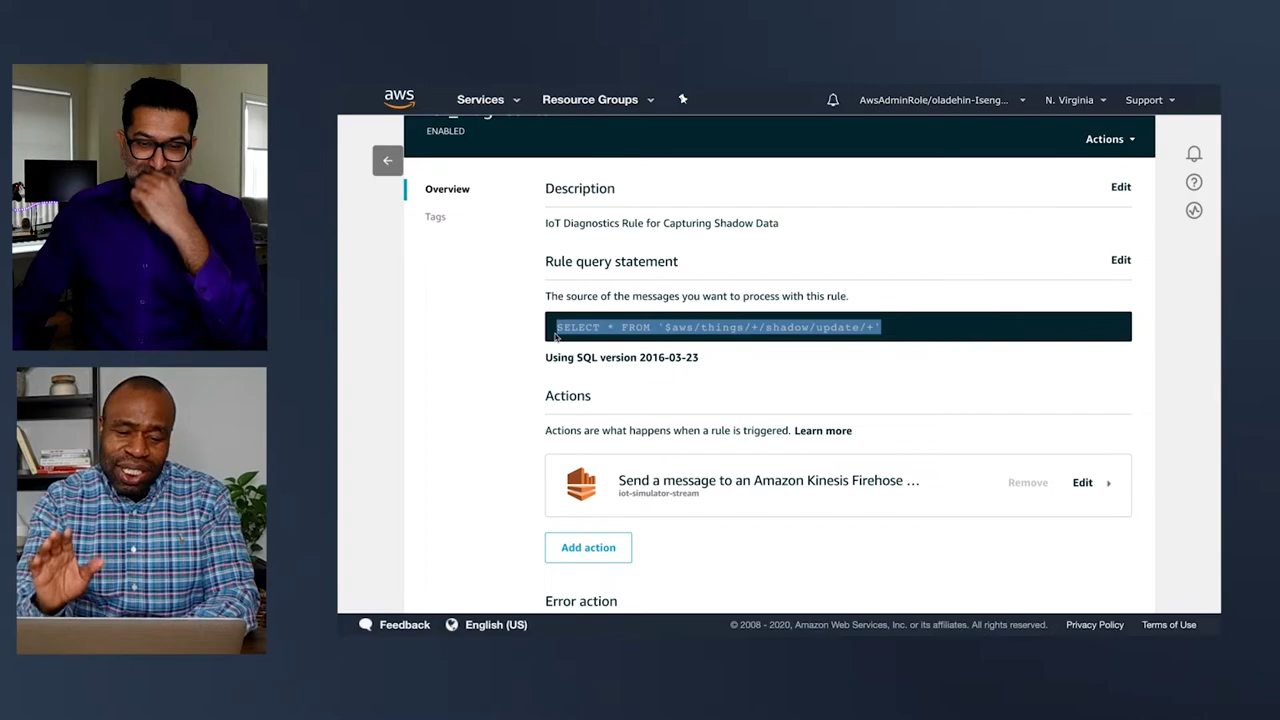 aws
Services
Resource Groups
AwsAdminRole/oladehin-Iseng...
N. Virginia
Support
ENABLED
Actions
Overview
Tags
Description
Edit
IoT Diagnostics Rule for Capturing Shadow Data
Rule query statement
Edit
The source of the messages you want to process with this rule.
SELECT * FROM '$aws/things/+/shadow/update/+'
Using SQL version 2016-03-23
Actions
Actions are what happens when a rule is triggered. Learn more
Send a message to an Amazon Kinesis Firehose ...
iot-simulator-stream
Remove
Edit
Add action
Error action
Feedback
English (US)
© 2008 - 2020, Amazon Web Services, Inc. or its affiliates. All rights reserved.
Privacy Policy
Terms of Use